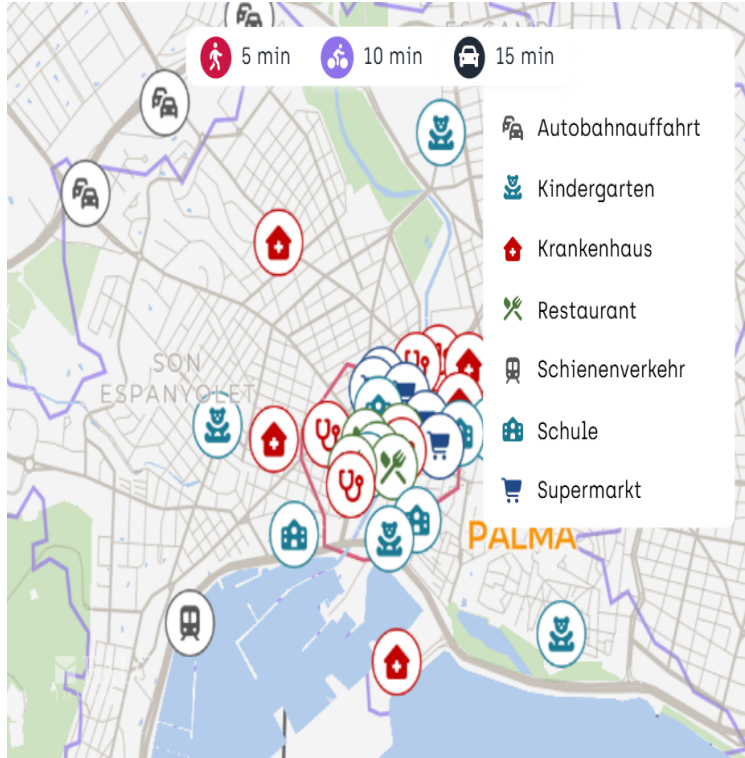 5 min 10 min 15 min
Autobahnauffahrt
Kindergarten
Krankenhaus
Restaurant
Schienenverkehr
Schule
Supermarkt
SON
ESPANYOLET
PALMA